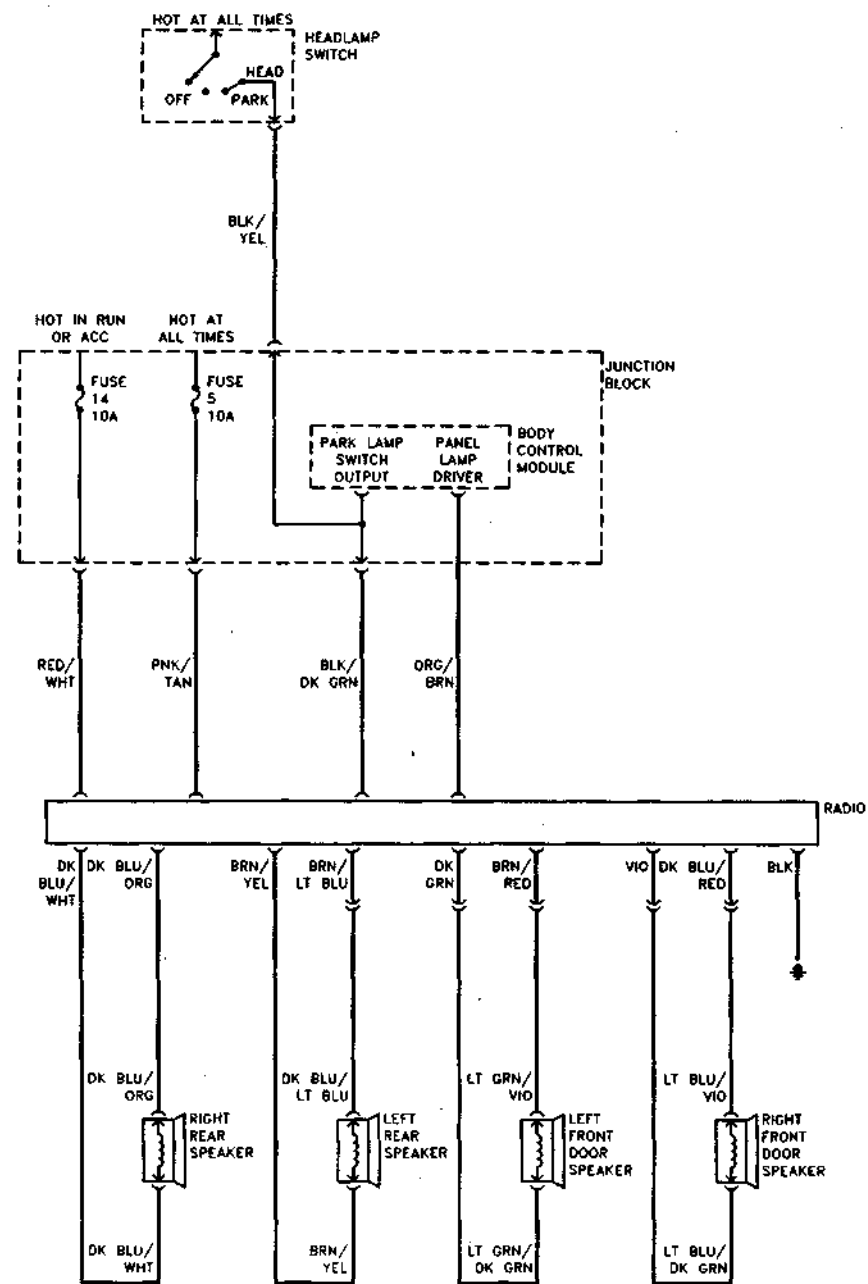 HOT AT ALL TIMES
HEADLAMP
SWITCH
HEAD
OFF
PARK
BLK/
YEL
HOT IN RUN
OR ACC
HOT AT
ALL TIMES
JUNCTION
BLOCK
FUSE
14
10A
FUSE
5
10A
PARK LAMP
SWITCH
OUTPUT
PANEL
LAMP
DRIVER
BODY
CONTROL
MODULE
RED/
WHT
PNK/
TAN
BLK/
DK GRN
ORG/
BRN
RADIO
DK
BLU/
WHT
DK BLU/
ORG
BRN/
YEL
BRN/
LT BLU
DK
GRN
BRN/
RED
VIO
DK BLU/
RED
BLK
DK BLU/
ORG
DK BLU/
LT BLU
LT GRN/
VIO
LT BLU/
VIO
RIGHT
REAR
SPEAKER
LEFT
REAR
SPEAKER
LEFT
FRONT
DOOR
SPEAKER
RIGHT
FRONT
DOOR
SPEAKER
DK BLU/
WHT
BRN/
YEL
LT GRN/
DK GRN
LT BLU/
DK GRN